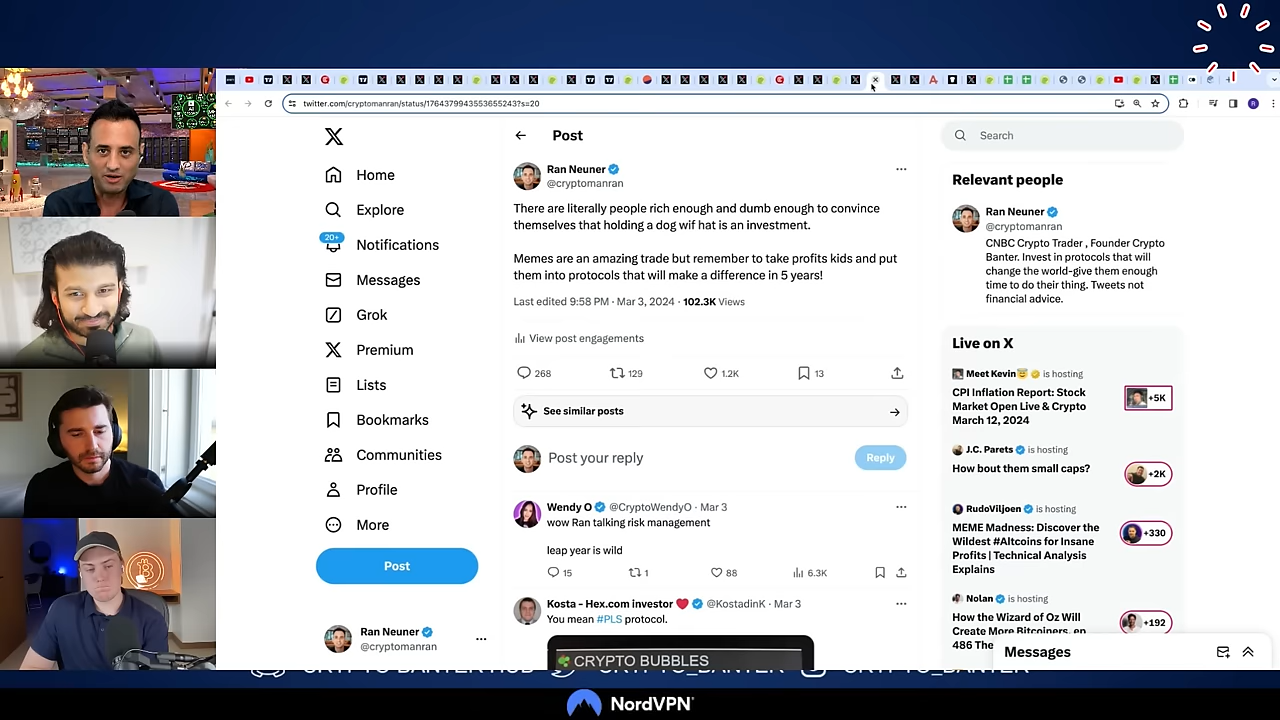 twitter.com/cryptomanran/status/1764379943553655243?s=20
Home
Explore
20+
Notifications
Messages
Grok
Premium
Lists
Bookmarks
Communities
Profile
More
Post
Ran Neuner
@cryptomanran
Post
Ran Neuner
@cryptomanran
There are literally people rich enough and dumb enough to convince
themselves that holding a dog wif hat is an investment.
Memes are an amazing trade but remember to take profits kids and put
them into protocols that will make a difference in 5 years!
Last edited 9:58 PM · Mar 3, 2024 · 102.3K Views
View post engagements
268 129 1.2K 13
See similar posts
Post your reply
Reply
Wendy O @CryptoWendyO · Mar 3
wow Ran talking risk management
leap year is wild
15 1 88 6.3K
Kosta - Hex.com investor @KostadinK · Mar 3
You mean #PLS protocol.
CRYPTO BUBBLES
Search
Relevant people
Ran Neuner
@cryptomanran
CNBC Crypto Trader , Founder Crypto
Banter. Invest in protocols that will
change the world-give them enough
time to do their thing. Tweets not
financial advice.
Live on X
Meet Kevin is hosting
CPI Inflation Report: Stock
Market Open Live & Crypto
March 12, 2024
+5K
J.C. Parets is hosting
How bout them small caps?
+2K
RudoViljoen is hosting
MEME Madness: Discover the
Wildest #Altcoins for Insane
Profits | Technical Analysis
Explains
+330
Nolan is hosting
How the Wizard of Oz Will
Create More Bitcoiners, ep
486 The
+192
Messages
CRYPTO BANTER HUB CRYPTO_BANTER CRYPTO_BANTER
NordVPN